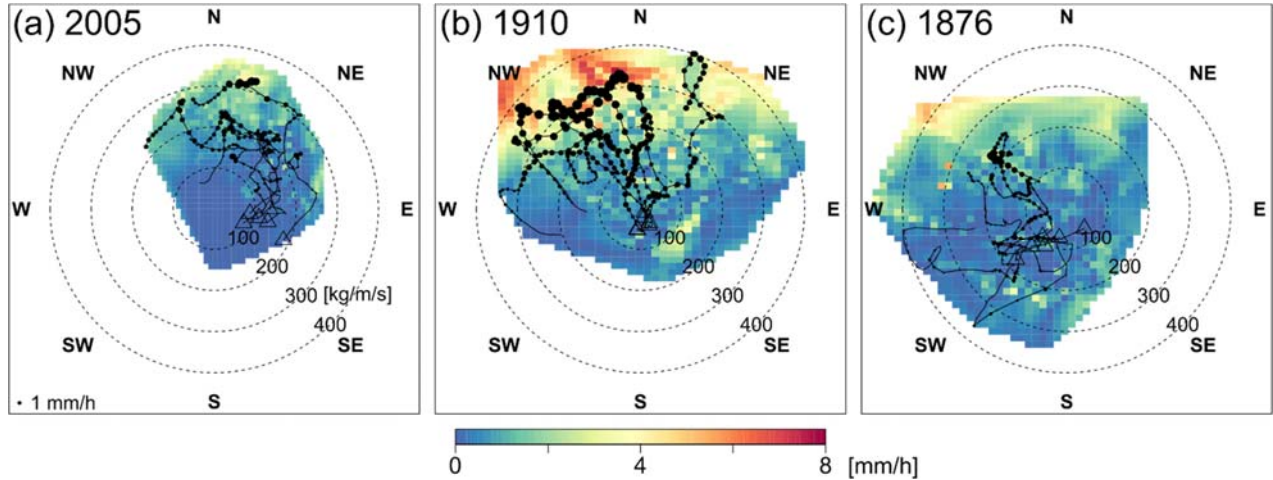 (a) 2005
N
NW
NE
W
E
100
200
300 [kg/m/s]
400
SW
SE
S
• 1 mm/h
(b) 1910
N
NW
NE
W
E
100
200
300
400
SW
SE
S
(c) 1876
N
NW
NE
W
E
100
200
300
400
SW
SE
S
0
4
8
[mm/h]